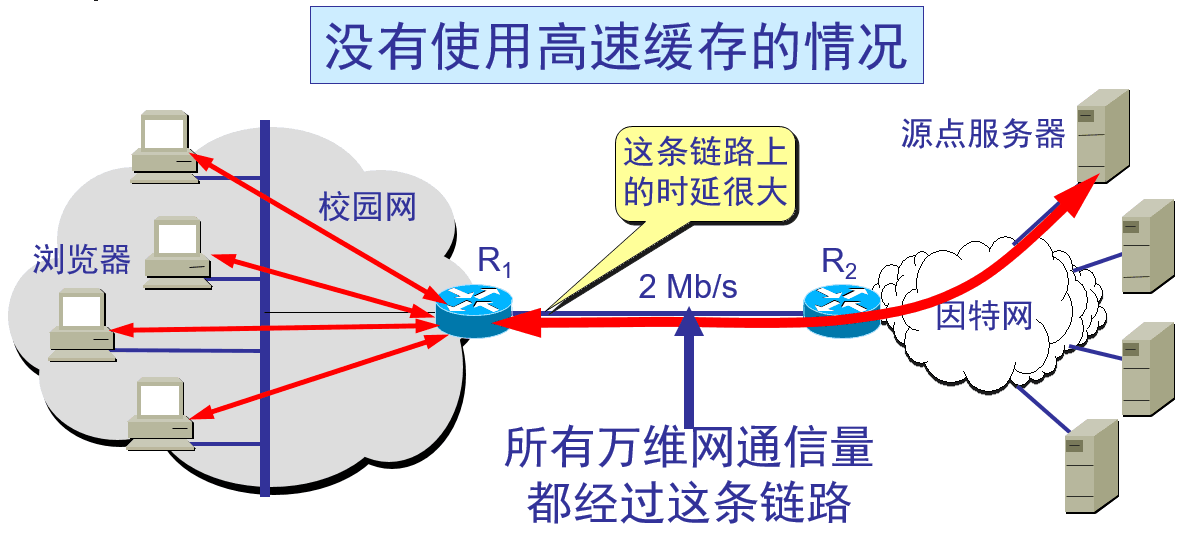 没有使用高速缓存的情况
源点服务器
这条链路上
的时延很大
校园网
浏览器
R1
2 Mb/s
R2
因特网
所有万维网通信量
都经过这条链路